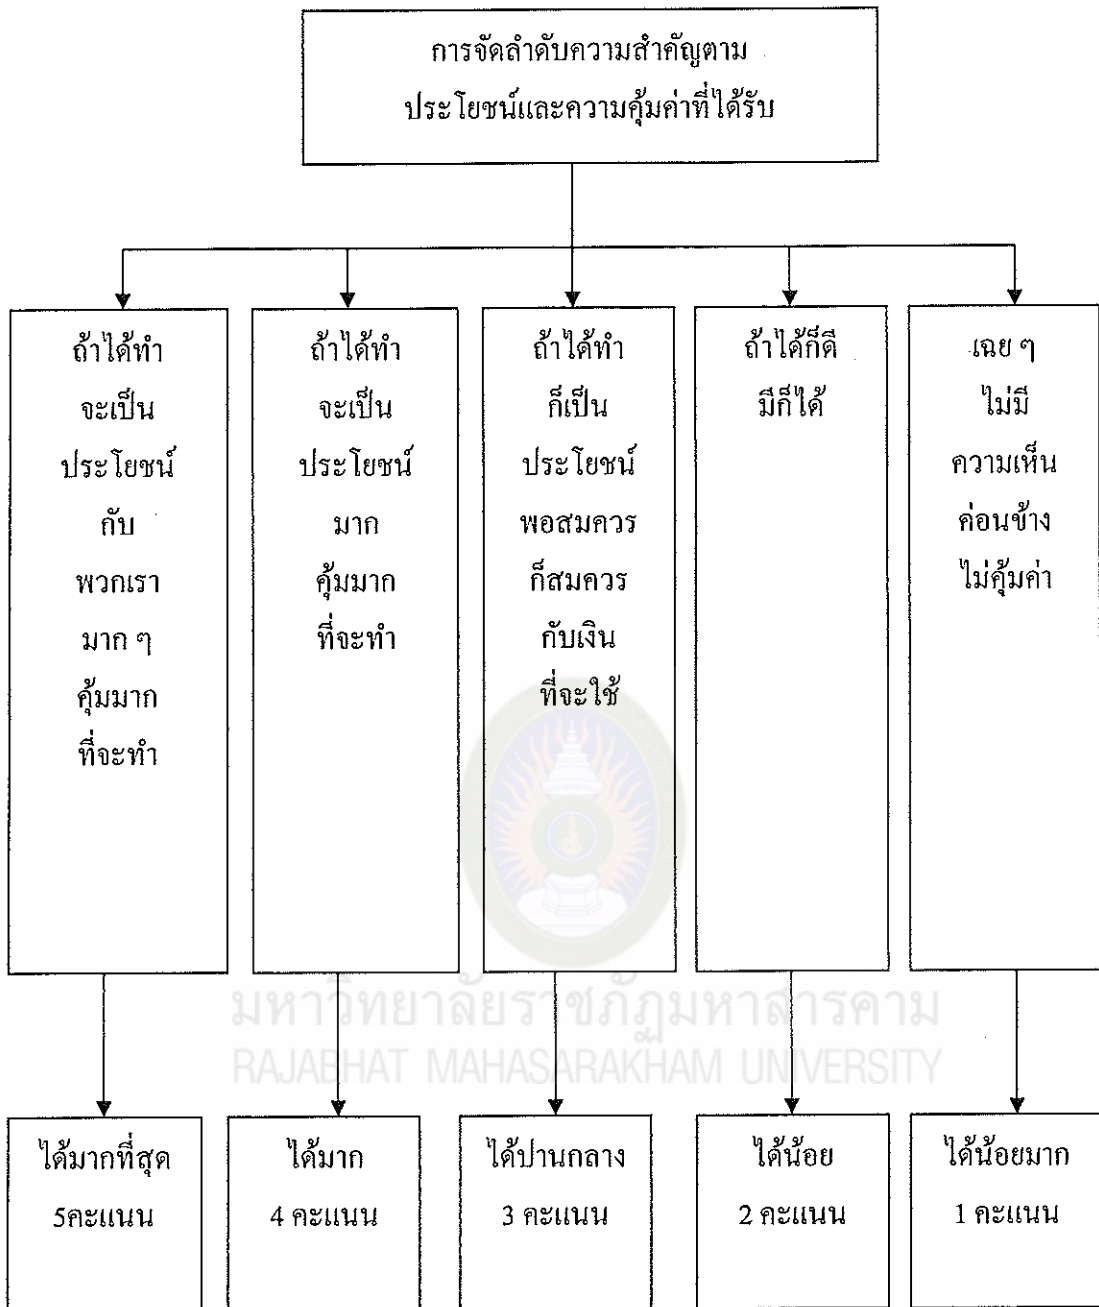 การจัดลำดับความสำคัญตาม
ประโยชน์และความคุ้มค่าที่ได้รับ
ถ้าได้ทำ
จะเป็น
ประโยชน์
กับ
พวกเรา
มาก ๆ
คุ้มมาก
ที่จะทำ
ถ้าได้ทำ
จะเป็น
ประโยชน์
มาก
คุ้มมาก
ที่จะทำ
ถ้าได้ทำ
ก็เป็น
ประโยชน์
พอสมควร
ก็สมควร
กับเงิน
ที่จะใช้
ถ้าได้ก็ดี
มีก็ได้
เฉย ๆ
ไม่มี
ความเห็น
ค่อนข้าง
ไม่คุ้มค่า
มหาวิทยาลัยราชภัฏมหาสารคาม
RAJABHAT MAHASARAKHAM UNIVERSITY
ได้มากที่สุด
5คะแนน
ได้มาก
4 คะแนน
ได้ปานกลาง
3 คะแนน
ได้น้อย
2 คะแนน
ได้น้อยมาก
1 คะแนน